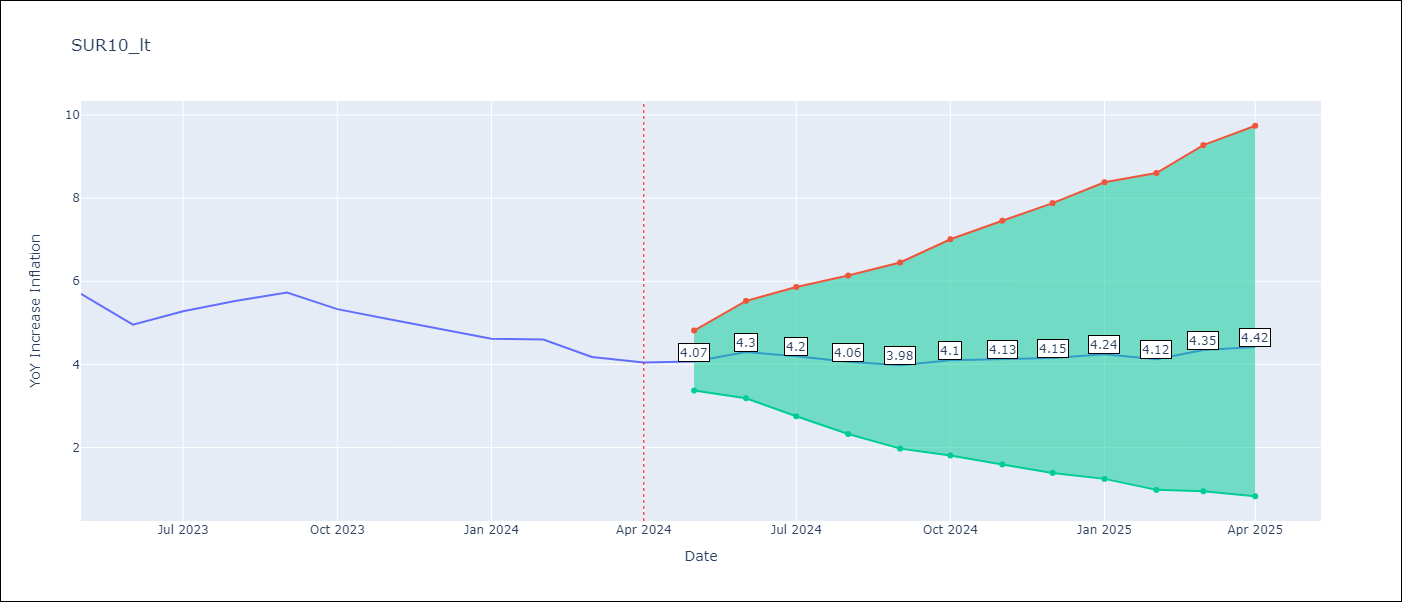 SUR10_lt
YoY Increase Inflation
10
8
6
4
2
4.07
4.3
4.2
4.06
3.98
4.1
4.13
4.15
4.24
4.12
4.35
4.42
Jul 2023
Oct 2023
Jan 2024
Apr 2024
Jul 2024
Oct 2024
Jan 2025
Apr 2025
Date